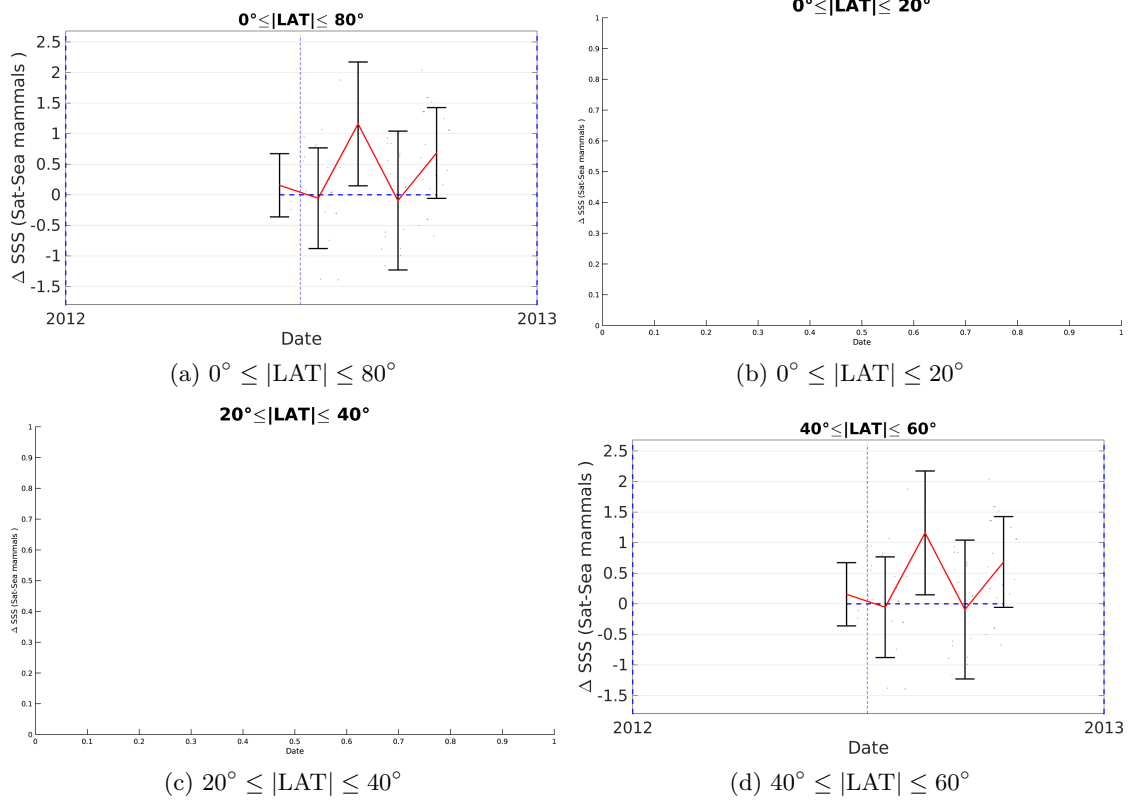 0°≤|LAT|≤ 80°
2.5
2
1.5
1
0.5
0
-0.5
-1
-1.5
Δ SSS (Sat-Sea mammals )
2012
2013
Date
(a) 0° ≤ |LAT| ≤ 80°
0°≤|LAT|≤ 20°
1
0.9
0.8
0.7
0.6
0.5
0.4
0.3
0.2
0.1
0
Δ SSS (Sat-Sea mammals )
0 0.1 0.2 0.3 0.4 0.5 0.6 0.7 0.8 0.9 1
Date
(b) 0° ≤ |LAT| ≤ 20°
20°≤|LAT|≤ 40°
1
0.9
0.8
0.7
0.6
0.5
0.4
0.3
0.2
0.1
0
Δ SSS (Sat-Sea mammals )
0 0.1 0.2 0.3 0.4 0.5 0.6 0.7 0.8 0.9 1
Date
(c) 20° ≤ |LAT| ≤ 40°
40°≤|LAT|≤ 60°
2.5
2
1.5
1
0.5
0
-0.5
-1
-1.5
Δ SSS (Sat-Sea mammals )
2012
2013
Date
(d) 40° ≤ |LAT| ≤ 60°